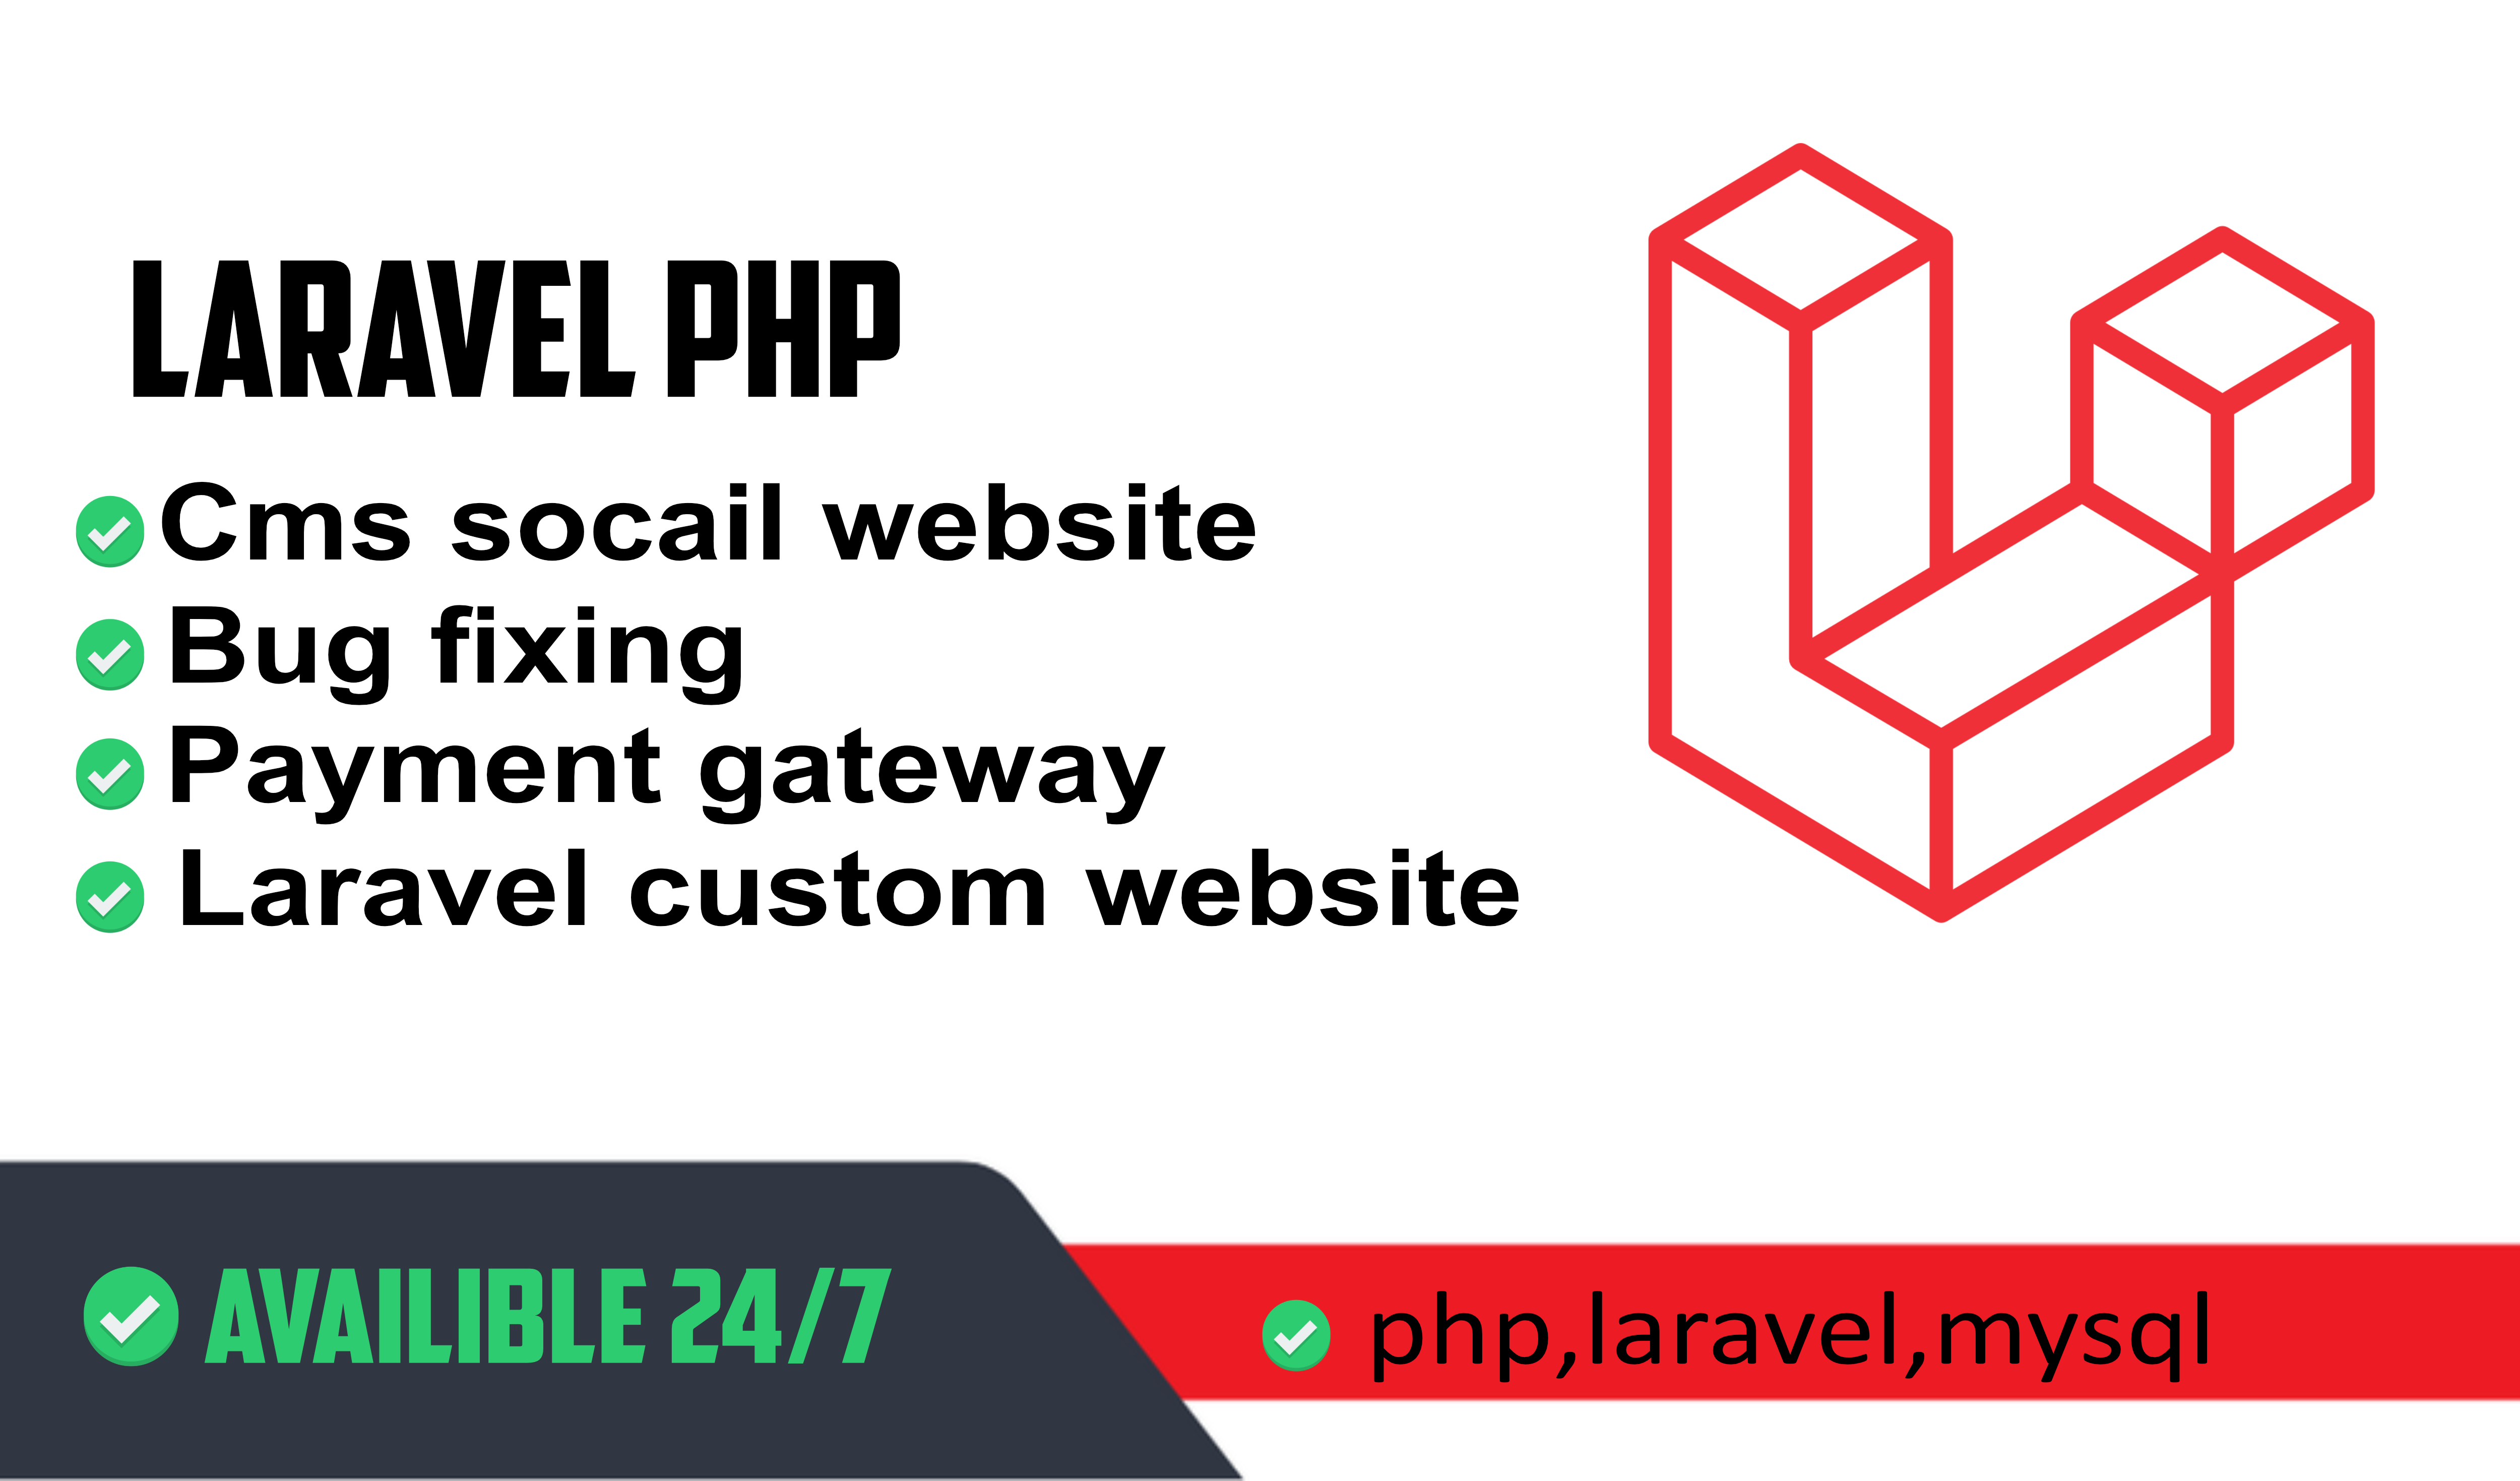 LARAVEL PHP
Cms socail website
Bug fixing
Payment gateway
Laravel custom website
AVAILIBLE 24/7
php,laravel,mysql